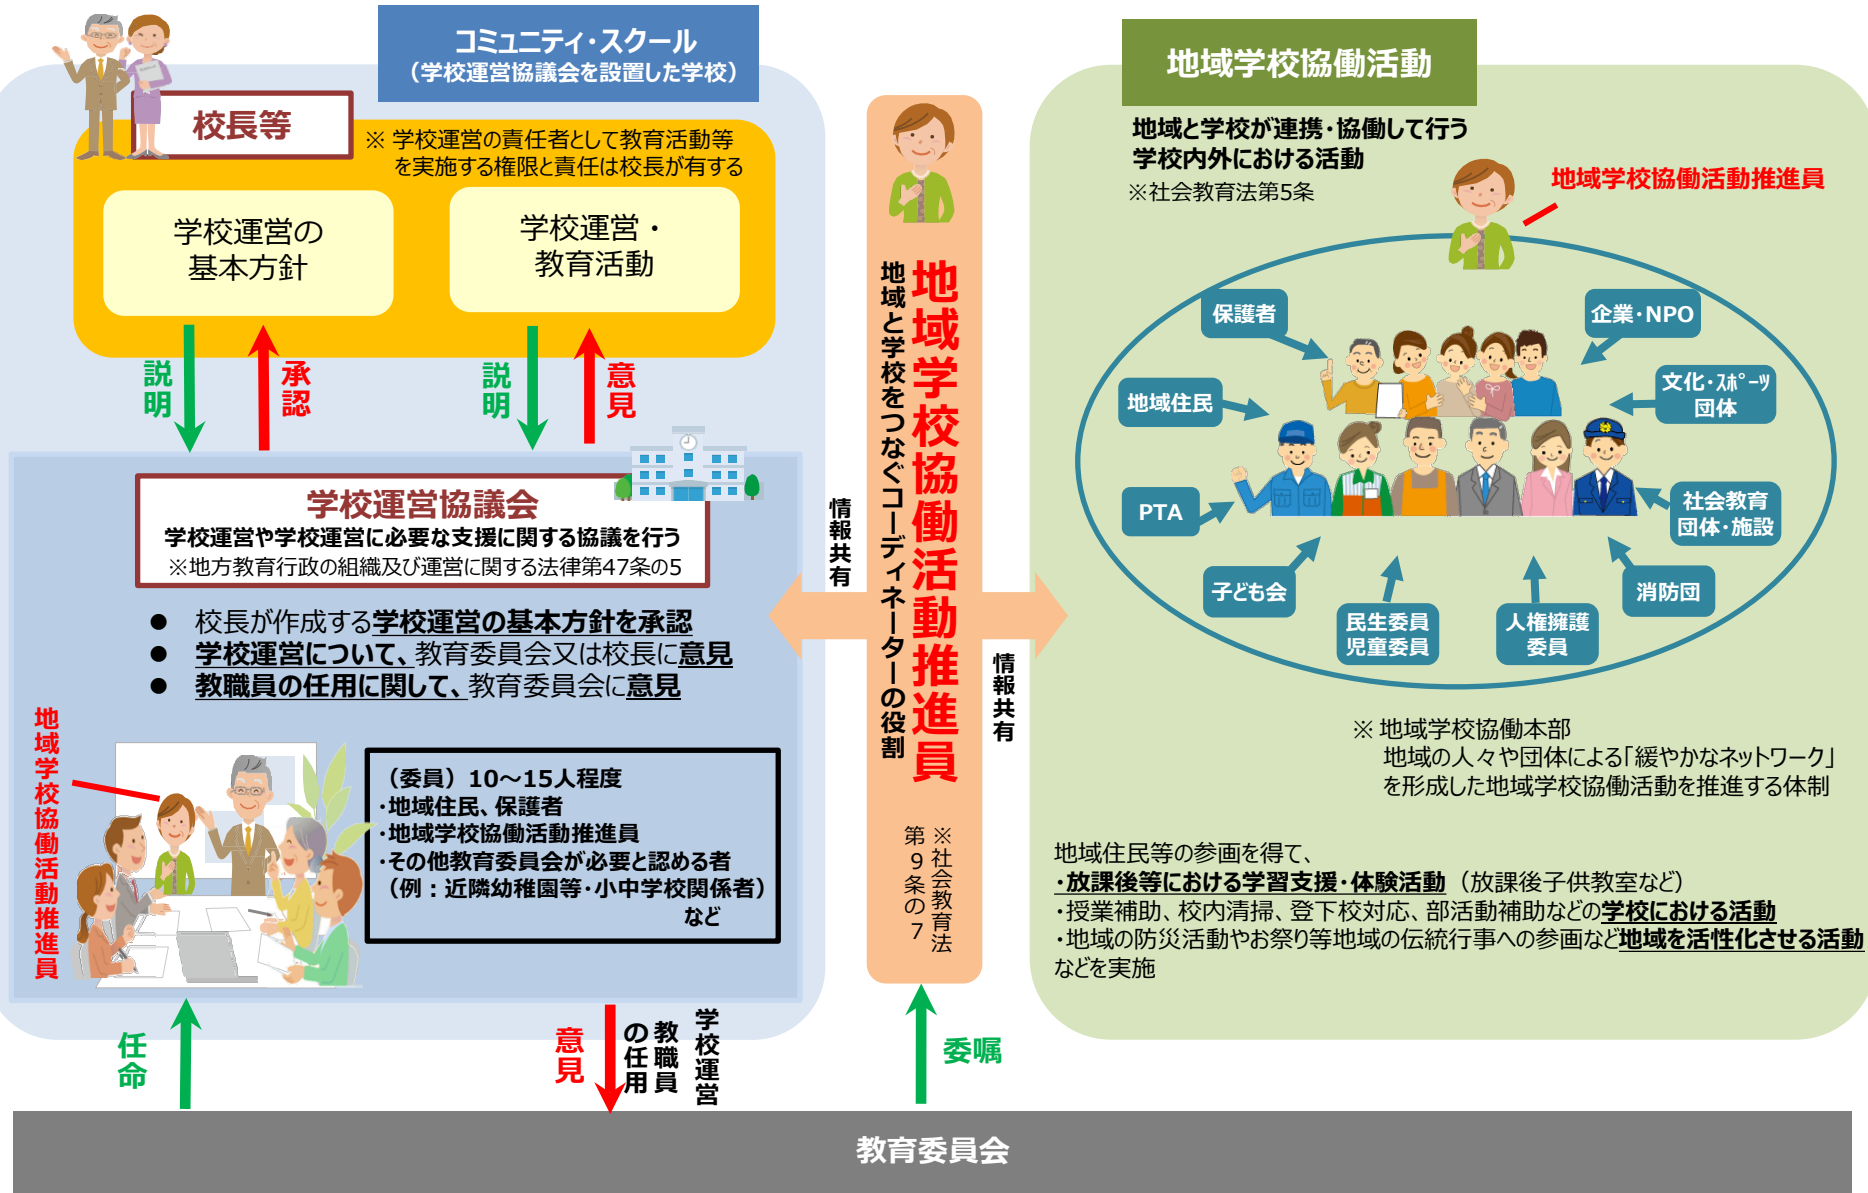 コミュニティ・スクール
（学校運営協議会を設置した学校）
校長等
※ 学校運営の責任者として教育活動等
を実施する権限と責任は校長が有する
学校運営の
基本方針
学校運営・
教育活動
説明
承認
説明
意見
学校運営協議会
学校運営や学校運営に必要な支援に関する協議を行う
※地方教育行政の組織及び運営に関する法律第47条の5
● 校長が作成する学校運営の基本方針を承認
● 学校運営について、教育委員会又は校長に意見
● 教職員の任用に関して、教育委員会に意見
地域学校協働活動推進員
（委員）10～15人程度
・地域住民、保護者
・地域学校協働活動推進員
・その他教育委員会が必要と認める者
（例：近隣幼稚園等・小中学校関係者）
など
任命
意見
学校運営
教職員
の任用
情報共有
地域学校協働活動推進員
地域と学校をつなぐコーディネーターの役割
※社会教育法
第９条の７
情報共有
委嘱
地域学校協働活動
地域と学校が連携・協働して行う
学校内外における活動
※社会教育法第5条
地域学校協働活動推進員
保護者
企業・NPO
地域住民
文化・ｽﾎﾟｰﾂ
団体
PTA
社会教育
団体・施設
子ども会
民生委員
児童委員
人権擁護
委員
消防団
※ 地域学校協働本部
地域の人々や団体による「緩やかなネットワーク」
を形成した地域学校協働活動を推進する体制
地域住民等の参画を得て、
・放課後等における学習支援・体験活動（放課後子供教室など）
・授業補助、校内清掃、登下校対応、部活動補助などの学校における活動
・地域の防災活動やお祭り等地域の伝統行事への参画など地域を活性化させる活動
などを実施
教育委員会